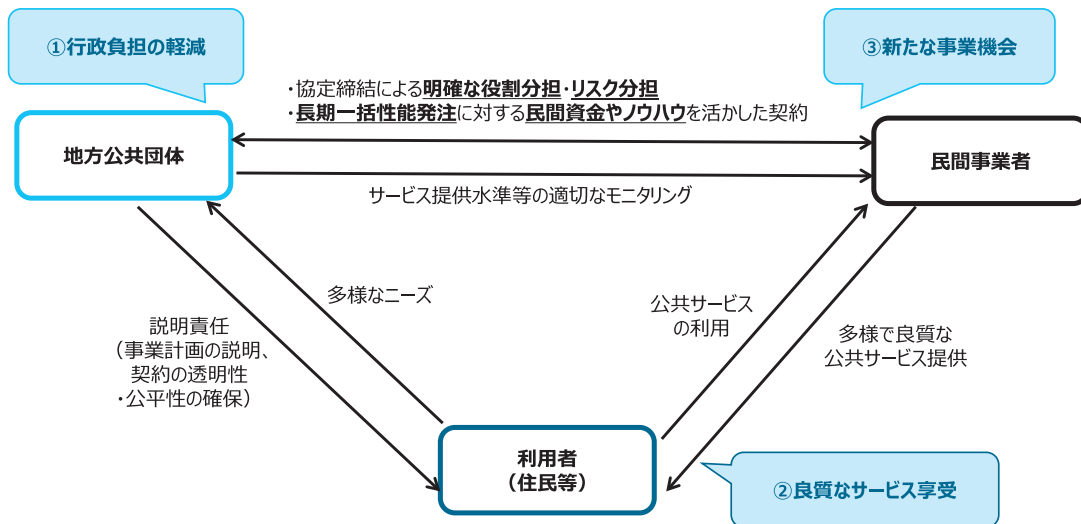 ①行政負担の軽減
③新たな事業機会
・協定締結による明確な役割分担・リスク分担
・長期一括性能発注に対する民間資金やノウハウを活かした契約
地方公共団体
民間事業者
サービス提供水準等の適切なモニタリング
多様なニーズ
公共サービス
の利用
説明責任
（事業計画の説明、
契約の透明性
・公平性の確保）
多様で良質な
公共サービス提供
利用者
（住民等）
②良質なサービス享受